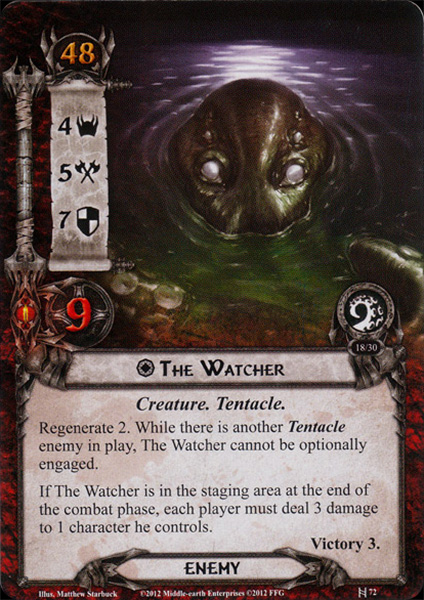 48
4
5
7
9
18/30
The Watcher
Creature. Tentacle.
Regenerate 2. While there is another Tentacle
enemy in play, The Watcher cannot be optionally
engaged.
If The Watcher is in the staging area at the end of
the combat phase, each player must deal 3 damage
to 1 character he controls.
Victory 3.
ENEMY
Illus. Matthew Starbuck ©2012 Middle-earth Enterprises ©2012 FFG 72